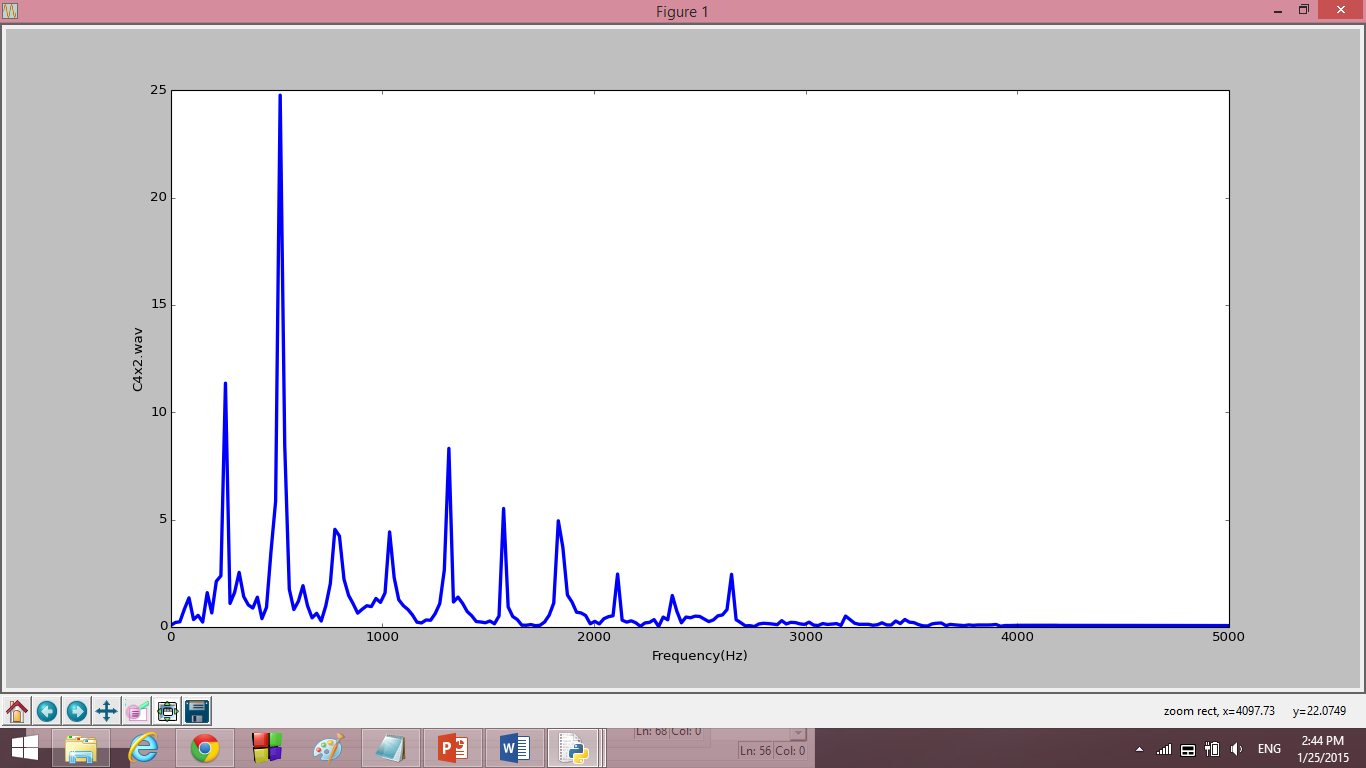 Figure 1
25
20
15
10
5
0
C4x2.wav
0 1000 2000 3000 4000 5000
Frequency(Hz)
zoom rect, x=4097.73 y=22.0749
Ln: 68 Col: 0
Ln: 56 Col: 0
ENG
2:44 PM
1/25/2015